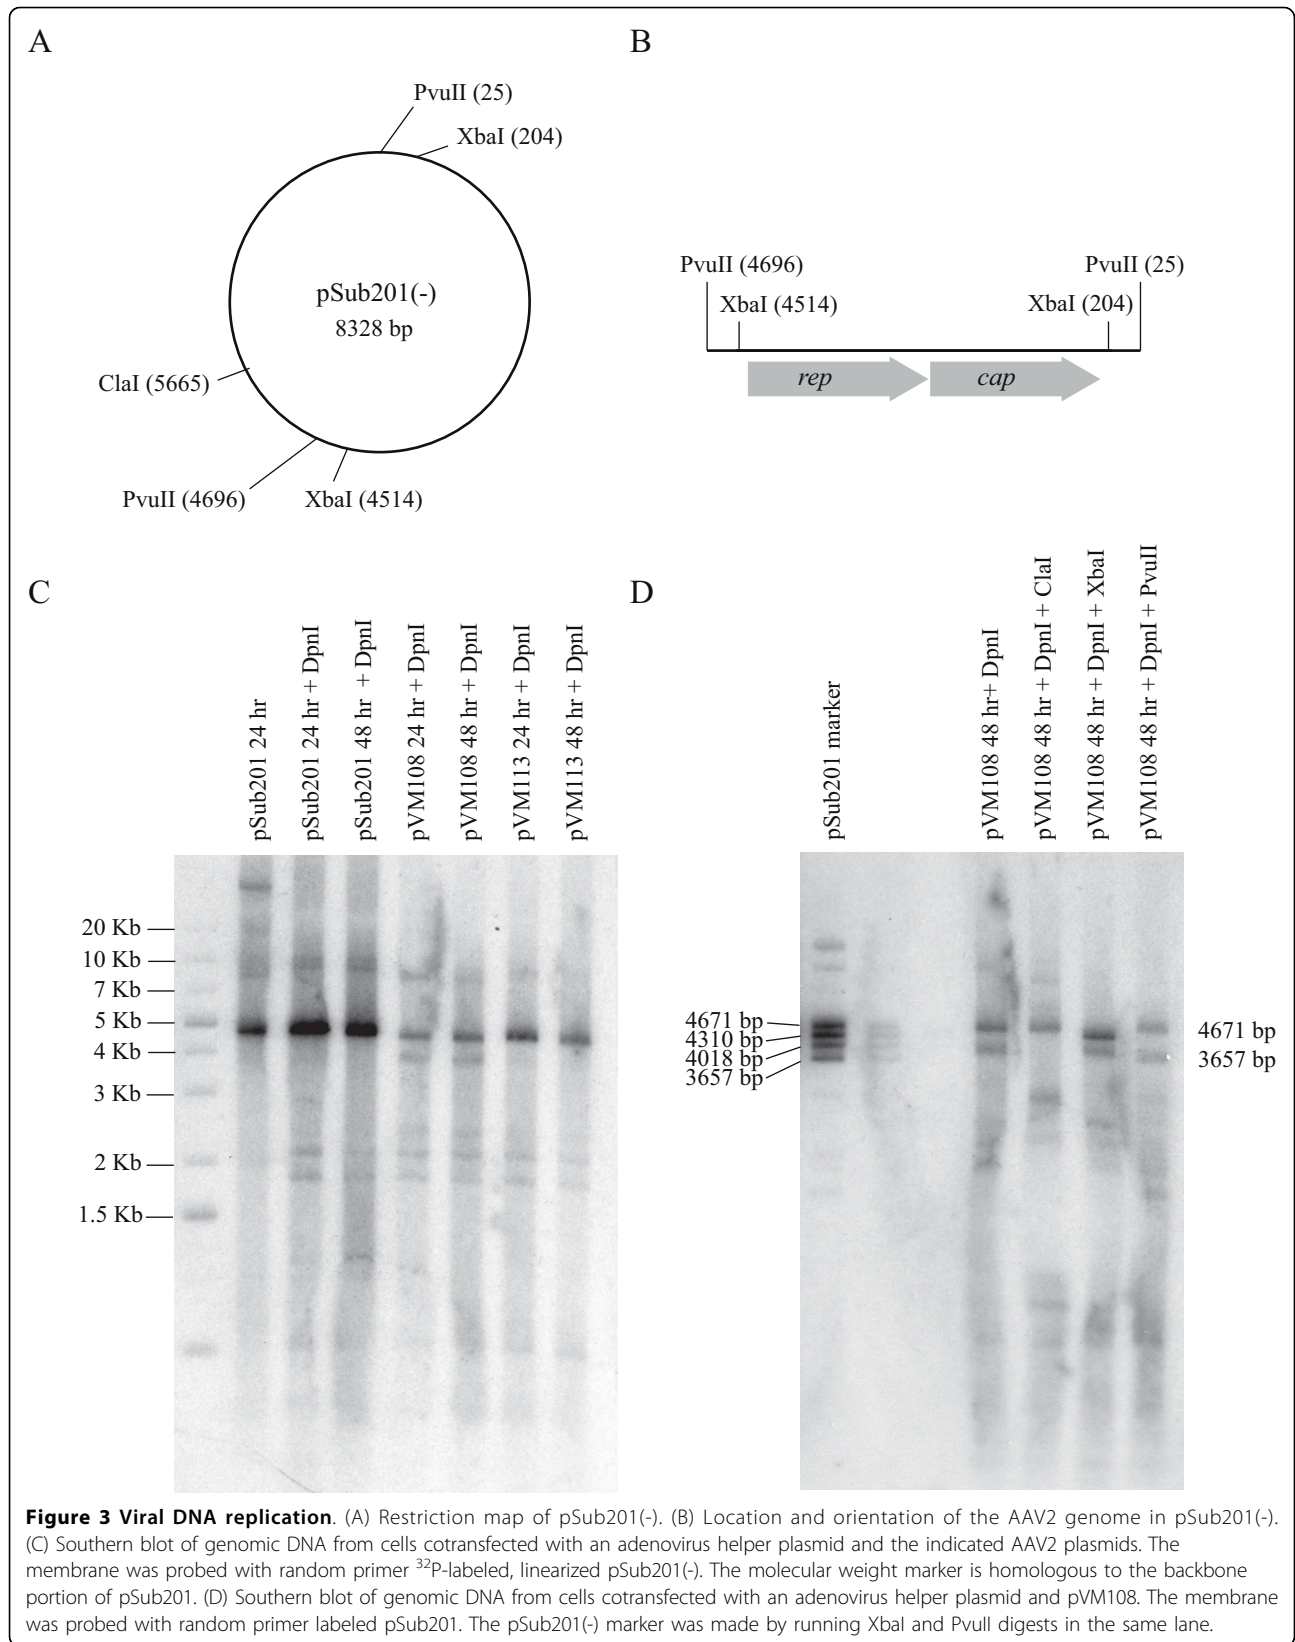 A
PvuII (25)
XbaI (204)
pSub201(-)
8328 bp
ClaI (5665)
PvuII (4696)
XbaI (4514)
B
PvuII (4696)
PvuII (25)
XbaI (4514)
XbaI (204)
rep
cap
C
pSub201 24 hr
pSub201 24 hr + DpnI
pSub201 48 hr + DpnI
pVM108 24 hr + DpnI
pVM108 48 hr + DpnI
pVM113 24 hr + DpnI
pVM113 48 hr + DpnI
20 Kb
10 Kb
7 Kb
5 Kb
4 Kb
3 Kb
2 Kb
1.5 Kb
D
pSub201 marker
pVM108 48 hr+ DpnI
pVM108 48 hr + DpnI + ClaI
pVM108 48 hr + DpnI + XbaI
pVM108 48 hr + DpnI + PvuII
4671 bp
4310 bp
4018 bp
3657 bp
4671 bp
3657 bp
Figure 3 Viral DNA replication. (A) Restriction map of pSub201(-). (B) Location and orientation of the AAV2 genome in pSub201(-).
(C) Southern blot of genomic DNA from cells cotransfected with an adenovirus helper plasmid and the indicated AAV2 plasmids. The
membrane was probed with random primer ³²P-labeled, linearized pSub201(-). The molecular weight marker is homologous to the backbone
portion of pSub201. (D) Southern blot of genomic DNA from cells cotransfected with an adenovirus helper plasmid and pVM108. The membrane
was probed with random primer labeled pSub201. The pSub201(-) marker was made by running XbaI and PvuII digests in the same lane.